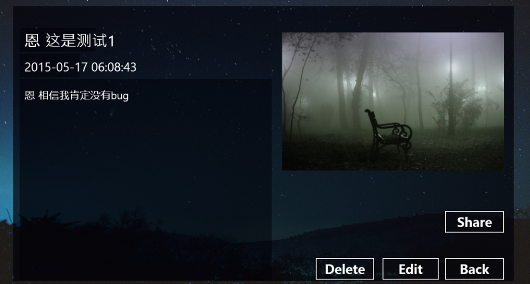 恩 这是测试1
2015-05-17 06:08:43
恩 相信我肯定没有bug
Share
Delete Edit Back